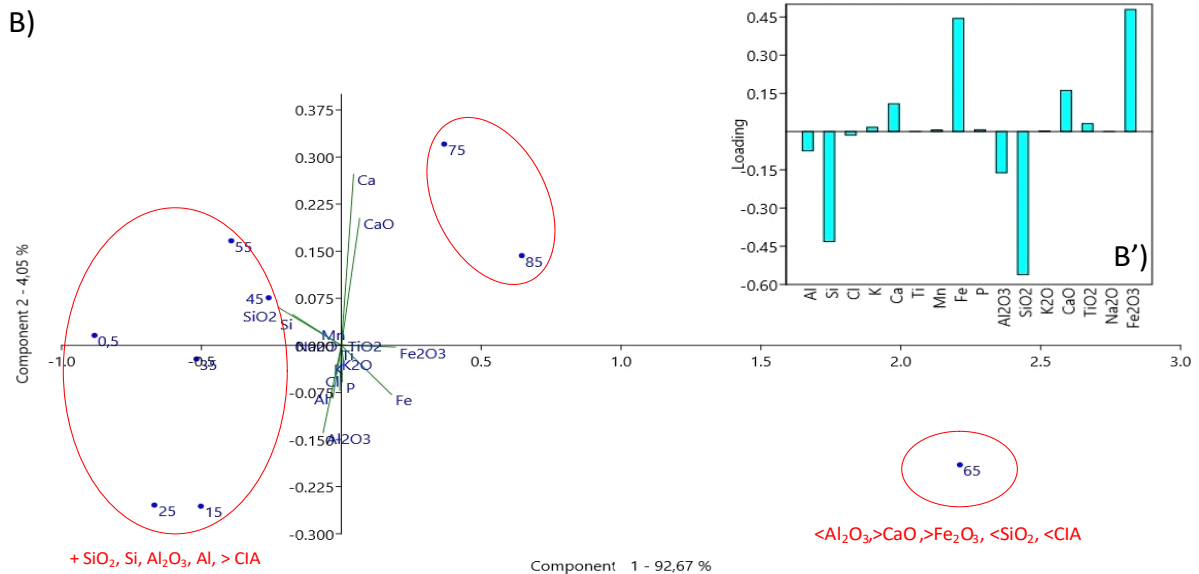 B)
0.45
0.30
0.15
-0.15
-0.30
-0.45
-0.60
Loading
Al
Si
Cl
K
Ca
Ti
Mn
Fe
P
Al2O3
SiO2
K2O
CaO
TiO2
Na2O
Fe2O3
B')
Component 2 - 4,05 %
0.375
0.300
0.225
0.150
0.075
0.000
-0.075
-0.150
-0.225
-0.300
-1.0
-0.5
0.5
1.0
1.5
2.0
2.5
3.0
75
Ca
CaO
85
55
45
SiO2
Si
0,5
35
Mn
Na2O
TiO2
Ti
Fe2O3
K2O
K
Cl
P
Al
Fe
Al2O3
25
15
65
+ SiO₂, Si, Al₂O₃, Al, > CIA
<Al₂O₃,>CaO,>Fe₂O₃, <SiO₂, <CIA
Component 1 - 92,67 %